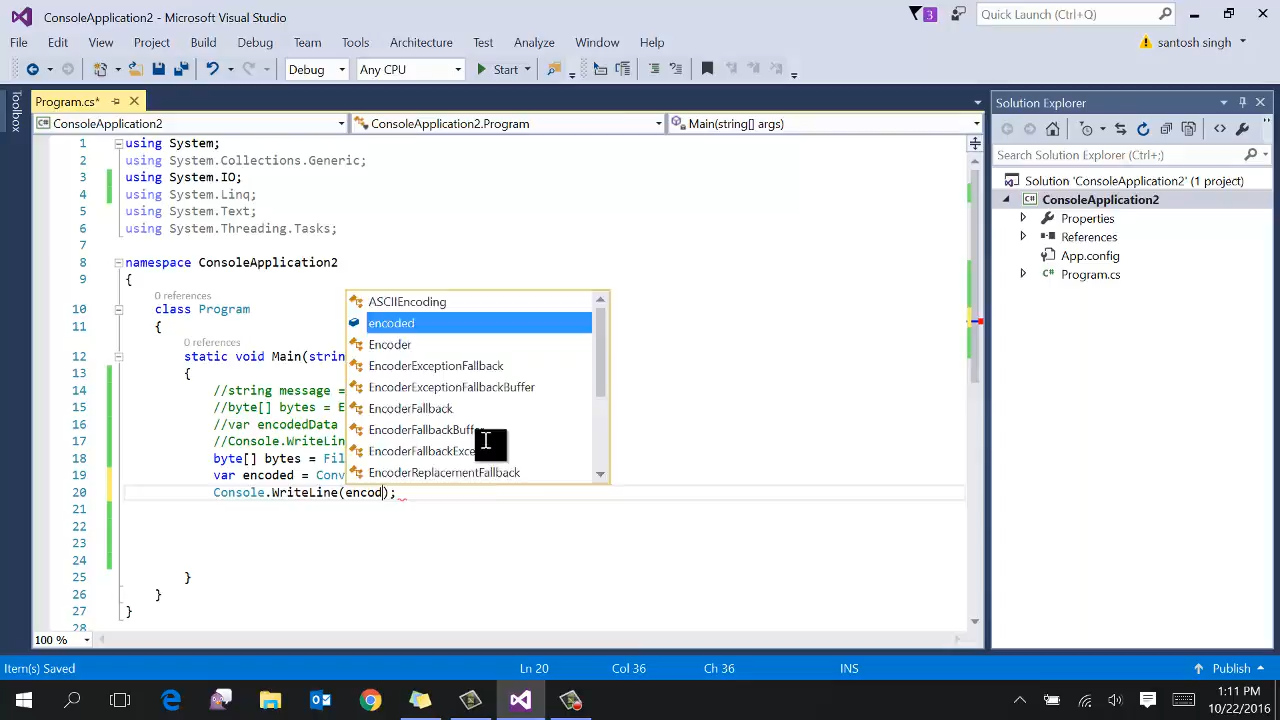 ConsoleApplication2 - Microsoft Visual Studio
3
Quick Launch (Ctrl+Q)
File Edit View Project Build Debug Team Tools Architecture Test Analyze Window Help
santosh singh
Debug Any CPU Start
Toolbox
Program.cs*
Solution Explorer
ConsoleApplication2 ConsoleApplication2.Program Main(string[] args)
Search Solution Explorer (Ctrl+;)
Solution 'ConsoleApplication2' (1 project)
ConsoleApplication2
Properties
References
App.config
Program.cs
1 using System;
2 using System.Collections.Generic;
3 using System.IO;
4 using System.Linq;
5 using System.Text;
6 using System.Threading.Tasks;
7
8 namespace ConsoleApplication2
9 {
0 references
10 class Program
11 {
0 references
12 static void Main(strin
13 {
14 //string message =
15 //byte[] bytes = E
16 //var encodedData
17 //Console.WriteLin
18 byte[] bytes = Fil
19 var encoded = Conv
20 Console.WriteLine(encod);
21
22
23
24
25 }
26 }
27 }
28
ASCIIEncoding
encoded
Encoder
EncoderExceptionFallback
EncoderExceptionFallbackBuffer
EncoderFallback
EncoderFallbackBuffe
EncoderFallbackExce
EncoderReplacementFallback
100 %
Item(s) Saved Ln 20 Col 36 Ch 36 INS Publish
1:11 PM
10/22/2016